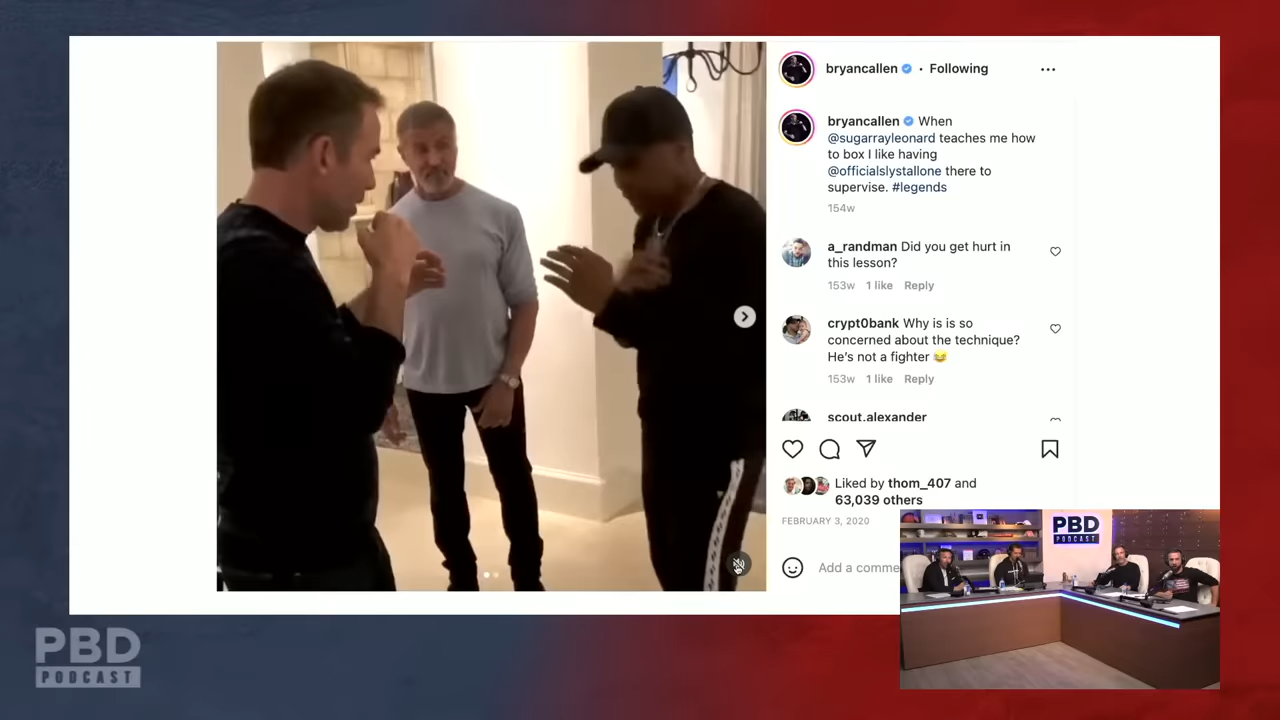 bryancallen • Following
bryancallen When
@sugarrayleonard teaches me how
to box I like having
@officialslystallone there to
supervise. #legends
154w
a_randman Did you get hurt in
this lesson?
153w 1 like Reply
crypt0bank Why is is so
concerned about the technique?
He's not a fighter 😂
153w 1 like Reply
scout.alexander
Liked by thom_407 and
63,039 others
FEBRUARY 3, 2020
Add a comme
PBD
PODCAST
PBD
PODCAST